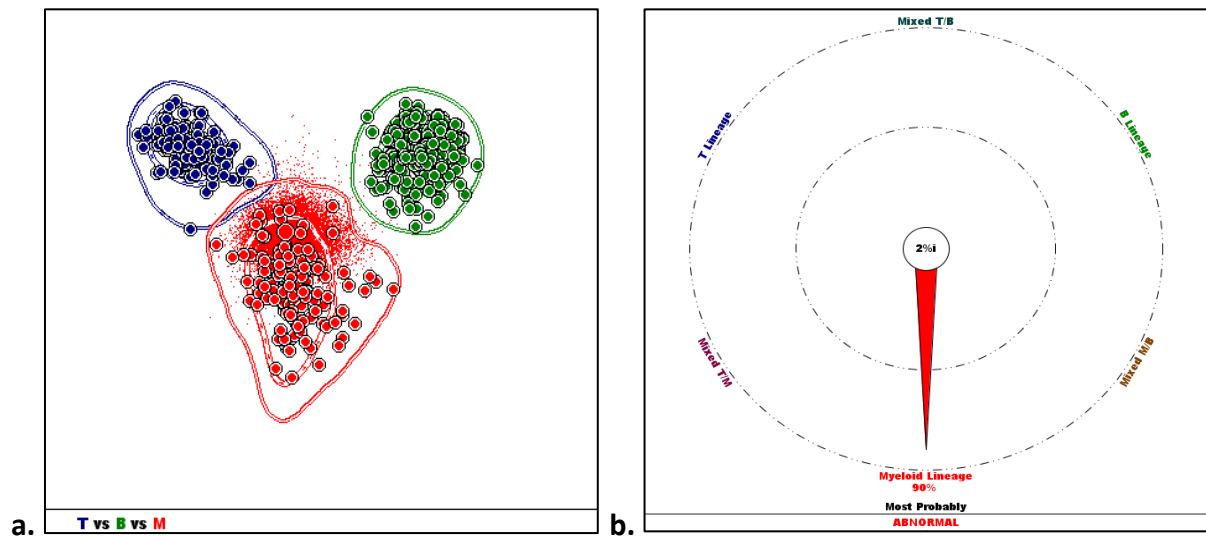 a.
T vs B vs M
b.
Mixed T/B
T Lineage
B Lineage
2%i
Mixed T/M
Mixed M/B
Myeloid Lineage
90%
Most Probably
ABNORMAL